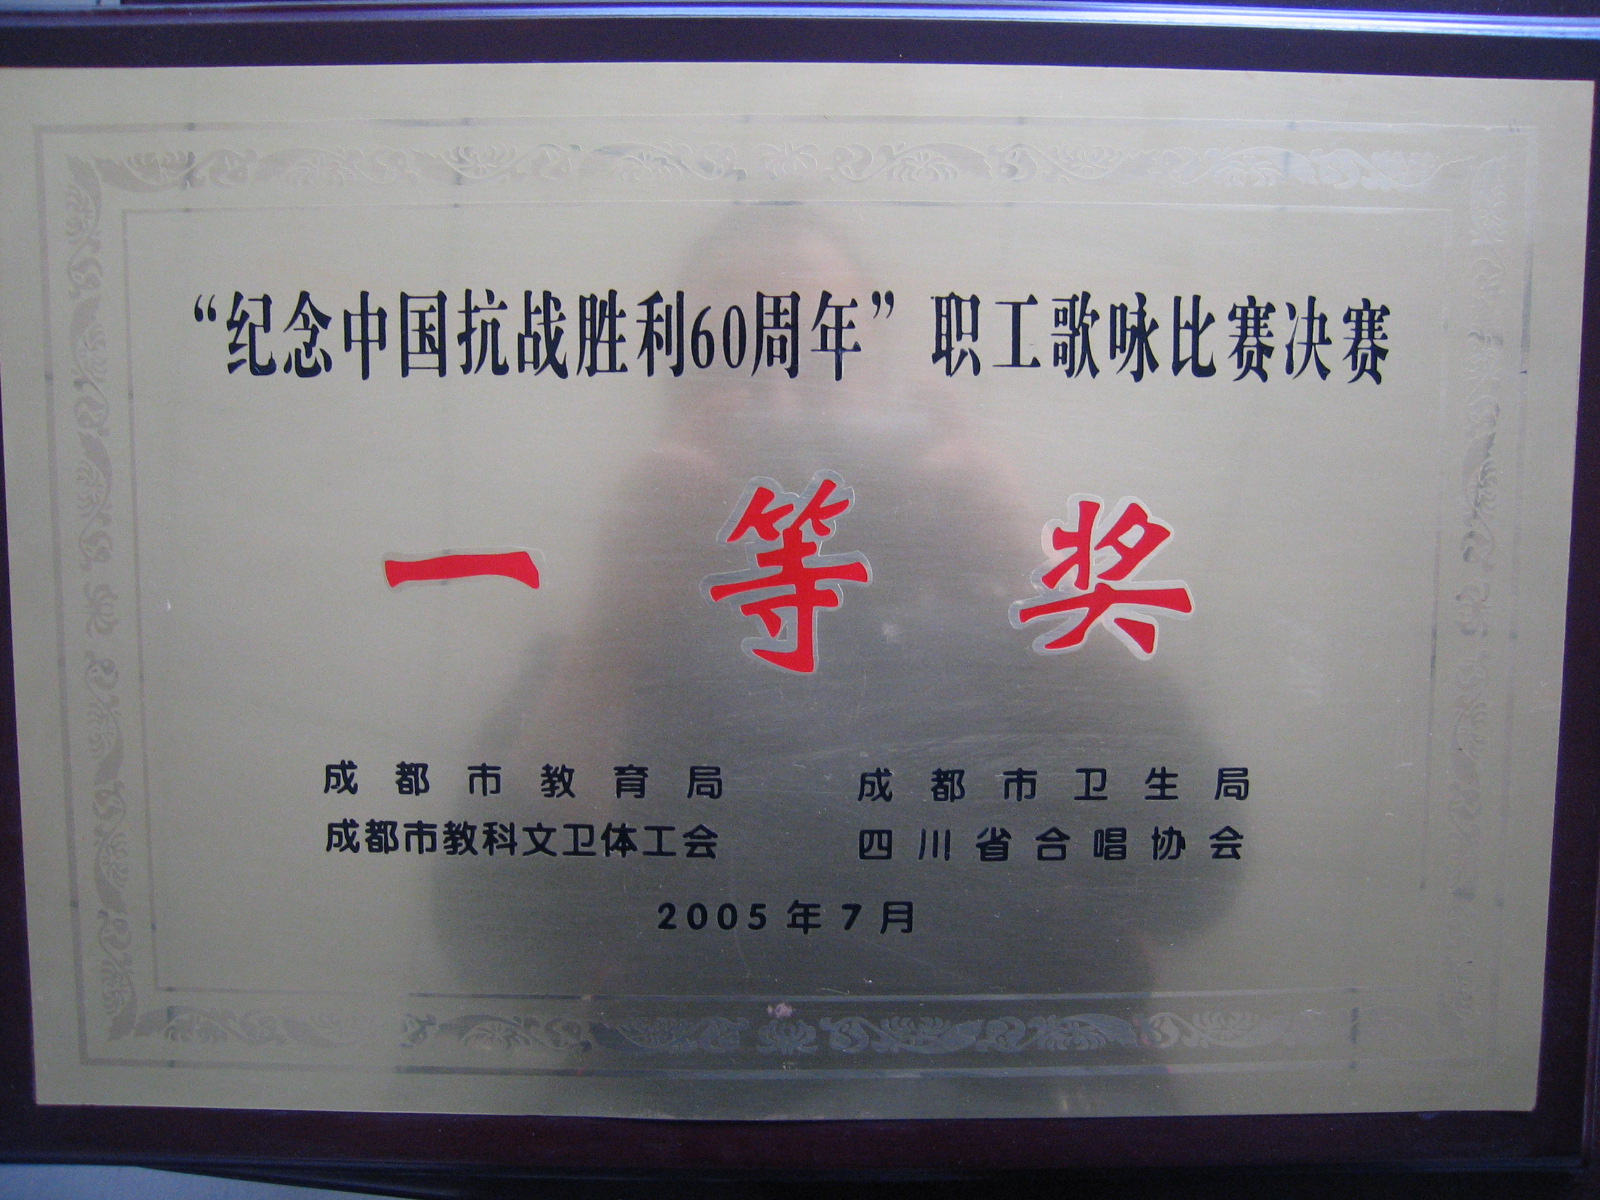 “纪念中国抗战胜利60周年”职工歌咏比赛决赛
一等奖
成都市教育局 成都市卫生局
成都市教科文卫体工会 四川省合唱协会
2005年7月